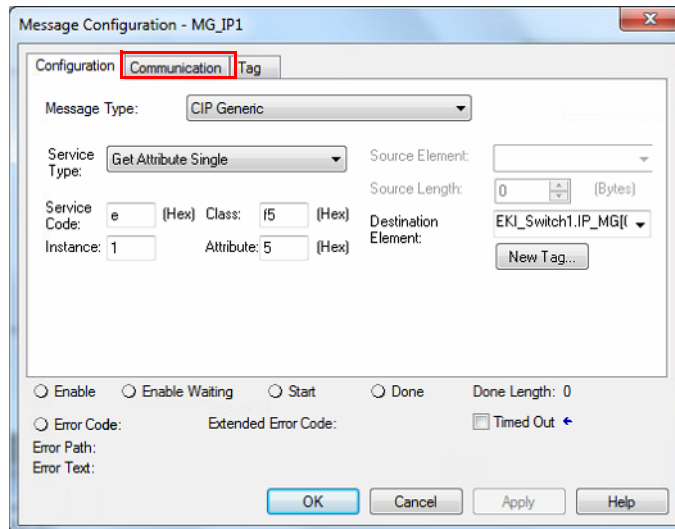 Message Configuration - MG_IP1
Configuration Communication Tag
Message Type: CIP Generic
Service Type: Get Attribute Single
Source Element:
Source Length: 0 (Bytes)
Service Code: e (Hex) Class: f5 (Hex)
Destination Element: EKI_Switch1.IP_MG[(
Instance: 1 Attribute: 5 (Hex)
New Tag...
Enable Enable Waiting Start Done Done Length: 0
Error Code: Extended Error Code: Timed Out
Error Path:
Error Text:
OK Cancel Apply Help